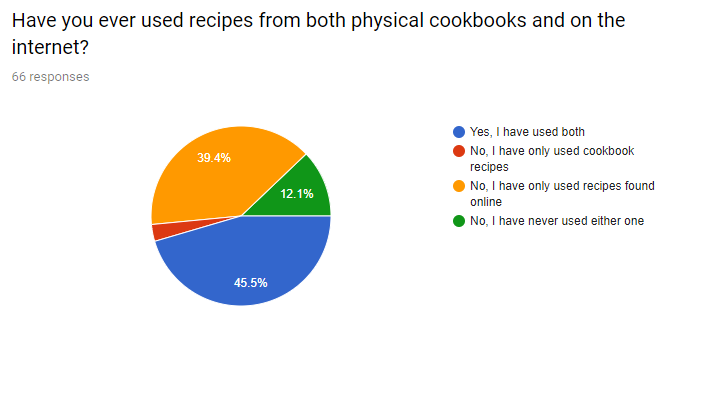 Have you ever used recipes from both physical cookbooks and on the
internet?
66 responses
39.4%
12.1%
45.5%
Yes, I have used both
No, I have only used cookbook
recipes
No, I have only used recipes found
online
No, I have never used either one